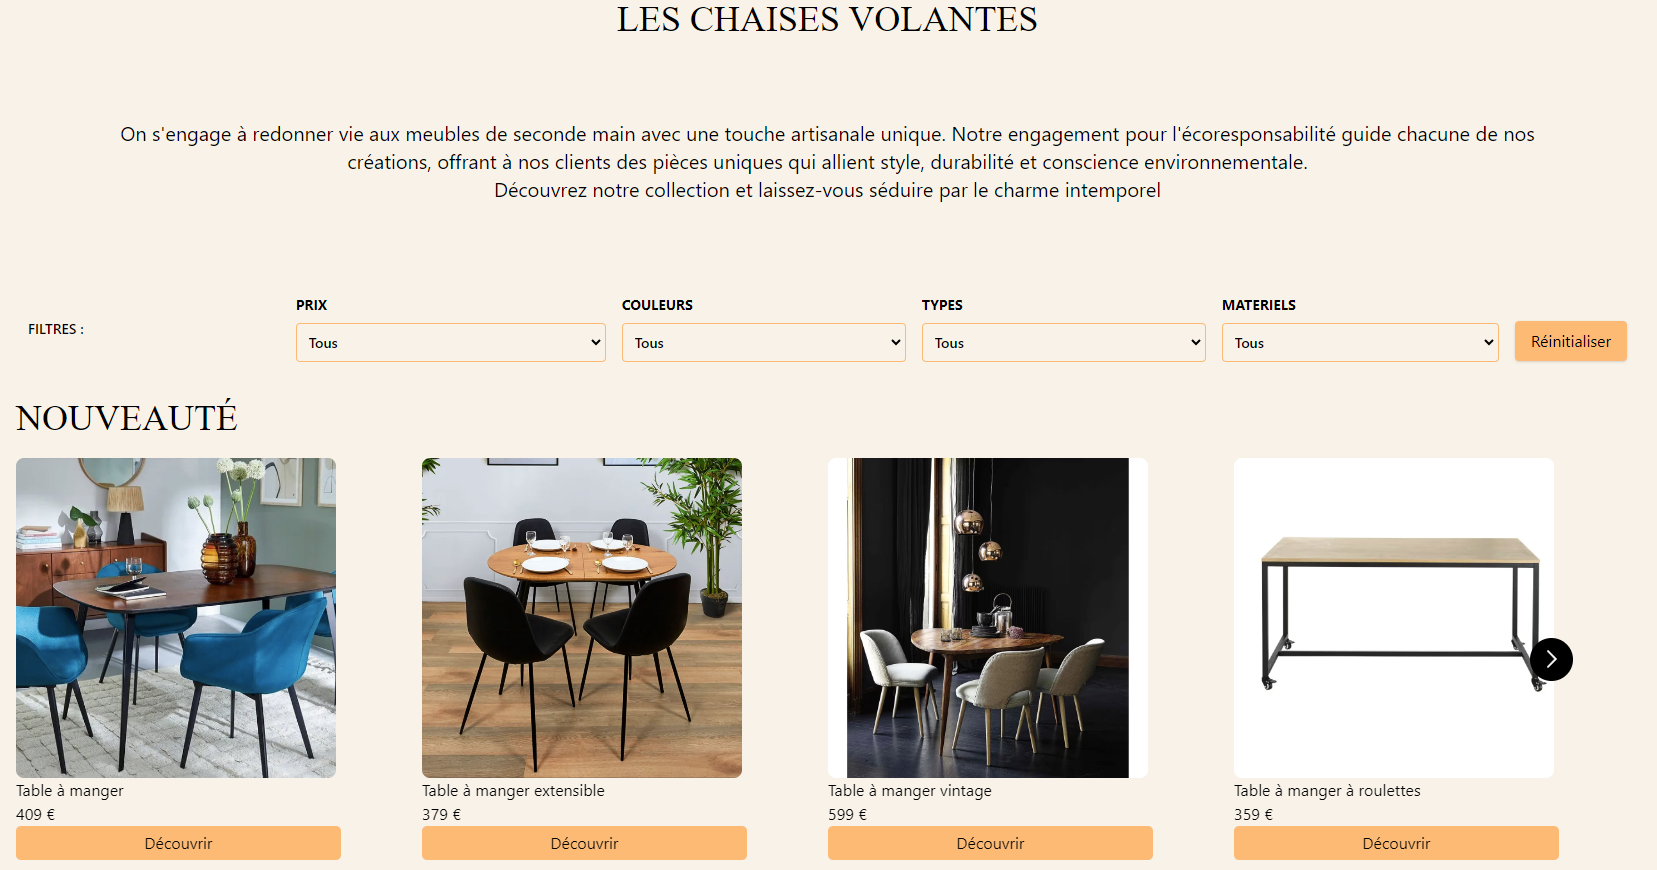 LES CHAISES VOLANTES
On s'engage à redonner vie aux meubles de seconde main avec une touche artisanale unique. Notre engagement pour l'écoresponsabilité guide chacune de nos
créations, offrant à nos clients des pièces uniques qui allient style, durabilité et conscience environnementale.
Découvrez notre collection et laissez-vous séduire par le charme intemporel
FILTRES :
PRIX
Tous
COULEURS
Tous
TYPES
Tous
MATERIELS
Tous
Réinitialiser
NOUVEAUTÉ
Table à manger
409 €
Découvrir
Table à manger extensible
379 €
Découvrir
Table à manger vintage
599 €
Découvrir
Table à manger à roulettes
359 €
Découvrir